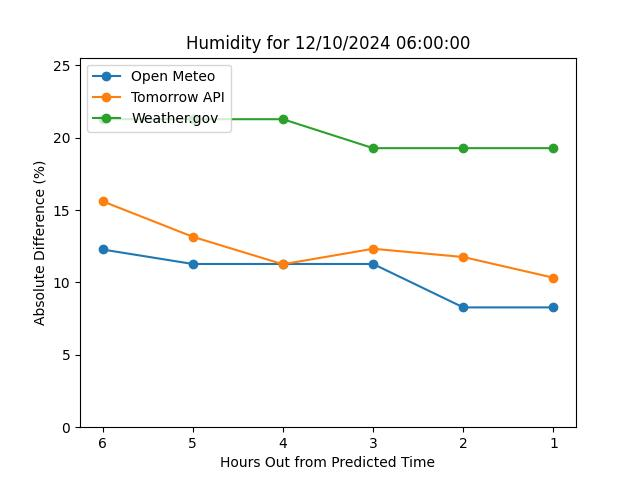 Humidity for 12/10/2024 06:00:00
Open Meteo
Tomorrow API
Weather.gov
25
20
15
10
5
0
Absolute Difference (%)
6 5 4 3 2 1
Hours Out from Predicted Time